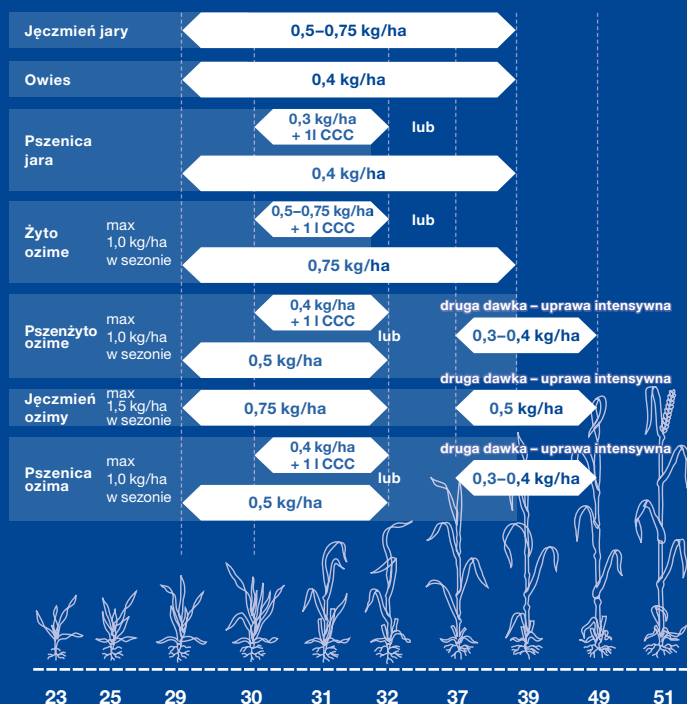 Jęczmień jary
0,5–0,75 kg/ha
Owies
0,4 kg/ha
Pszenica
jara
0,3 kg/ha
+ 1l CCC
lub
0,4 kg/ha
Żyto
ozime
max
1,0 kg/ha
w sezonie
0,5–0,75 kg/ha
+ 1 l CCC
lub
0,75 kg/ha
Pszenżyto
ozime
max
1,0 kg/ha
w sezonie
0,4 kg/ha
+ 1 l CCC
lub
0,5 kg/ha
druga dawka – uprawa intensywna
0,3–0,4 kg/ha
Jęczmień
ozimy
max
1,5 kg/ha
w sezonie
0,75 kg/ha
druga dawka – uprawa intensywna
0,5 kg/ha
Pszenica
ozima
max
1,0 kg/ha
w sezonie
0,4 kg/ha
+ 1 l CCC
lub
0,5 kg/ha
druga dawka – uprawa intensywna
0,3–0,4 kg/ha
23 25 29 30 31 32 37 39 49 51